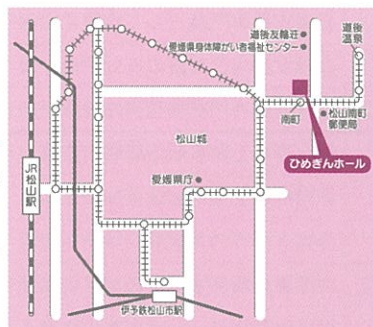 道後友輪荘
愛媛県身体障がい者福祉センター
道後
温泉
南町
松山南町
郵便局
ひめぎんホール
松山城
愛媛県庁
JR松山駅
伊予鉄松山市駅